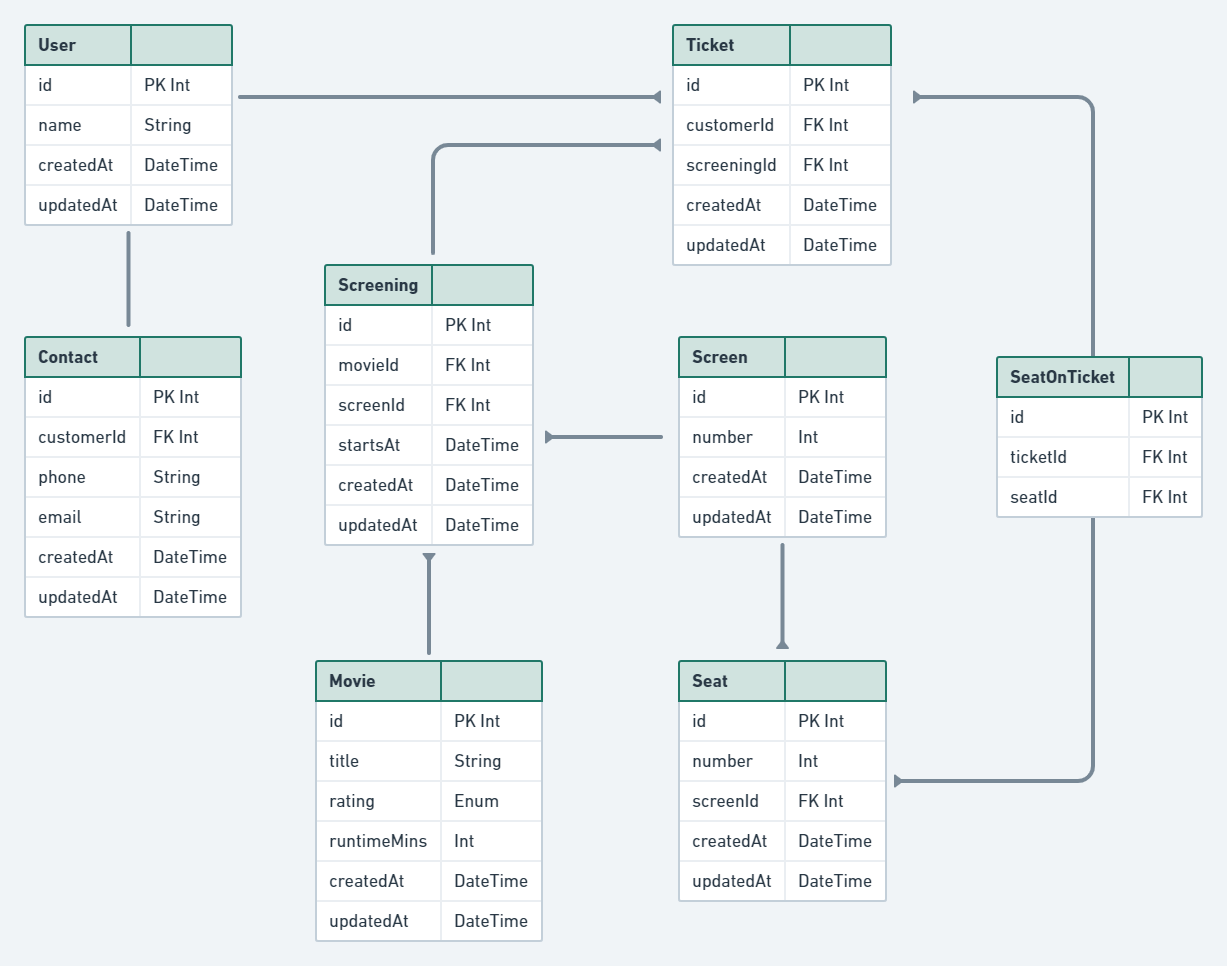 User
id PK Int
name String
createdAt DateTime
updatedAt DateTime
Ticket
id PK Int
customerId FK Int
screeningId FK Int
createdAt DateTime
updatedAt DateTime
Screening
id PK Int
movieId FK Int
screenId FK Int
startsAt DateTime
createdAt DateTime
updatedAt DateTime
Contact
id PK Int
customerId FK Int
phone String
email String
createdAt DateTime
updatedAt DateTime
Screen
id PK Int
number Int
createdAt DateTime
updatedAt DateTime
SeatOnTicket
id PK Int
ticketId FK Int
seatId FK Int
Movie
id PK Int
title String
rating Enum
runtimeMins Int
createdAt DateTime
updatedAt DateTime
Seat
id PK Int
number Int
screenId FK Int
createdAt DateTime
updatedAt DateTime